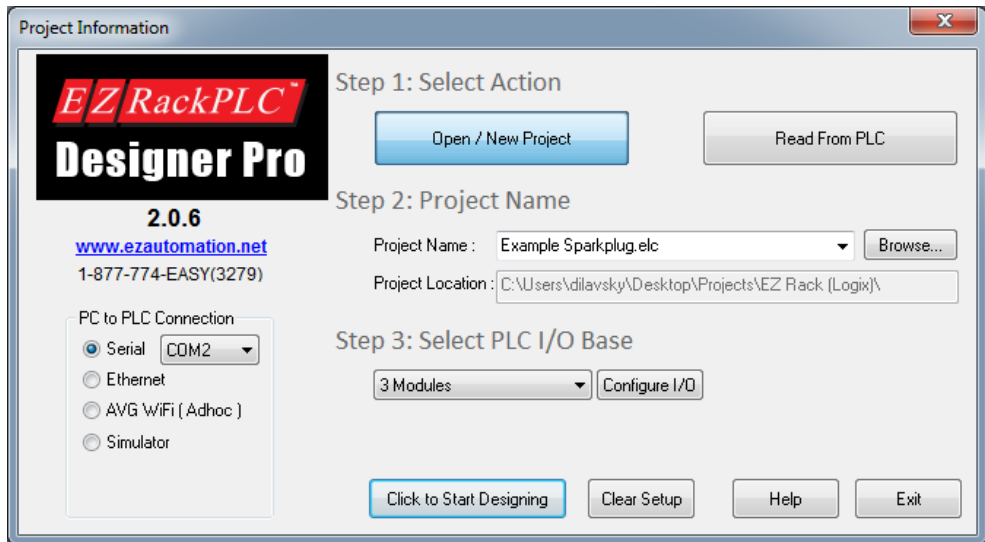 Project Information
EZRackPLC™
Designer Pro
2.0.6
www.ezautomation.net
1-877-774-EASY(3279)
PC to PLC Connection
Serial COM2
Ethernet
AVG WiFi ( Adhoc )
Simulator
Step 1: Select Action
Open / New Project Read From PLC
Step 2: Project Name
Project Name : Example Sparkplug.elc Browse...
Project Location : C:\Users\dilavsky\Desktop\Projects\EZ Rack (Logix)\
Step 3: Select PLC I/O Base
3 Modules Configure I/O
Click to Start Designing Clear Setup Help Exit